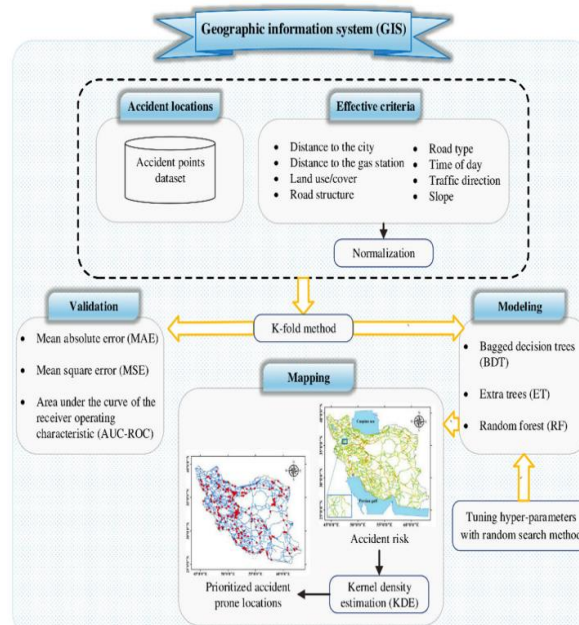 Geographic information system (GIS)
Accident locations
Accident points
dataset
Effective criteria
• Distance to the city
• Distance to the gas station
• Land use/cover
• Road structure
• Road type
• Time of day
• Traffic direction
• Slope
Normalization
K-fold method
Validation
• Mean absolute error (MAE)
• Mean square error (MSE)
• Area under the curve of the
receiver operating
characteristic (AUC-ROC)
Modeling
• Bagged decision trees
(BDT)
• Extra trees (ET)
• Random forest (RF)
Tuning hyper-parameters
with random search method
Mapping
Accident risk
Kernel density
estimation (KDE)
Prioritized accident
prone locations